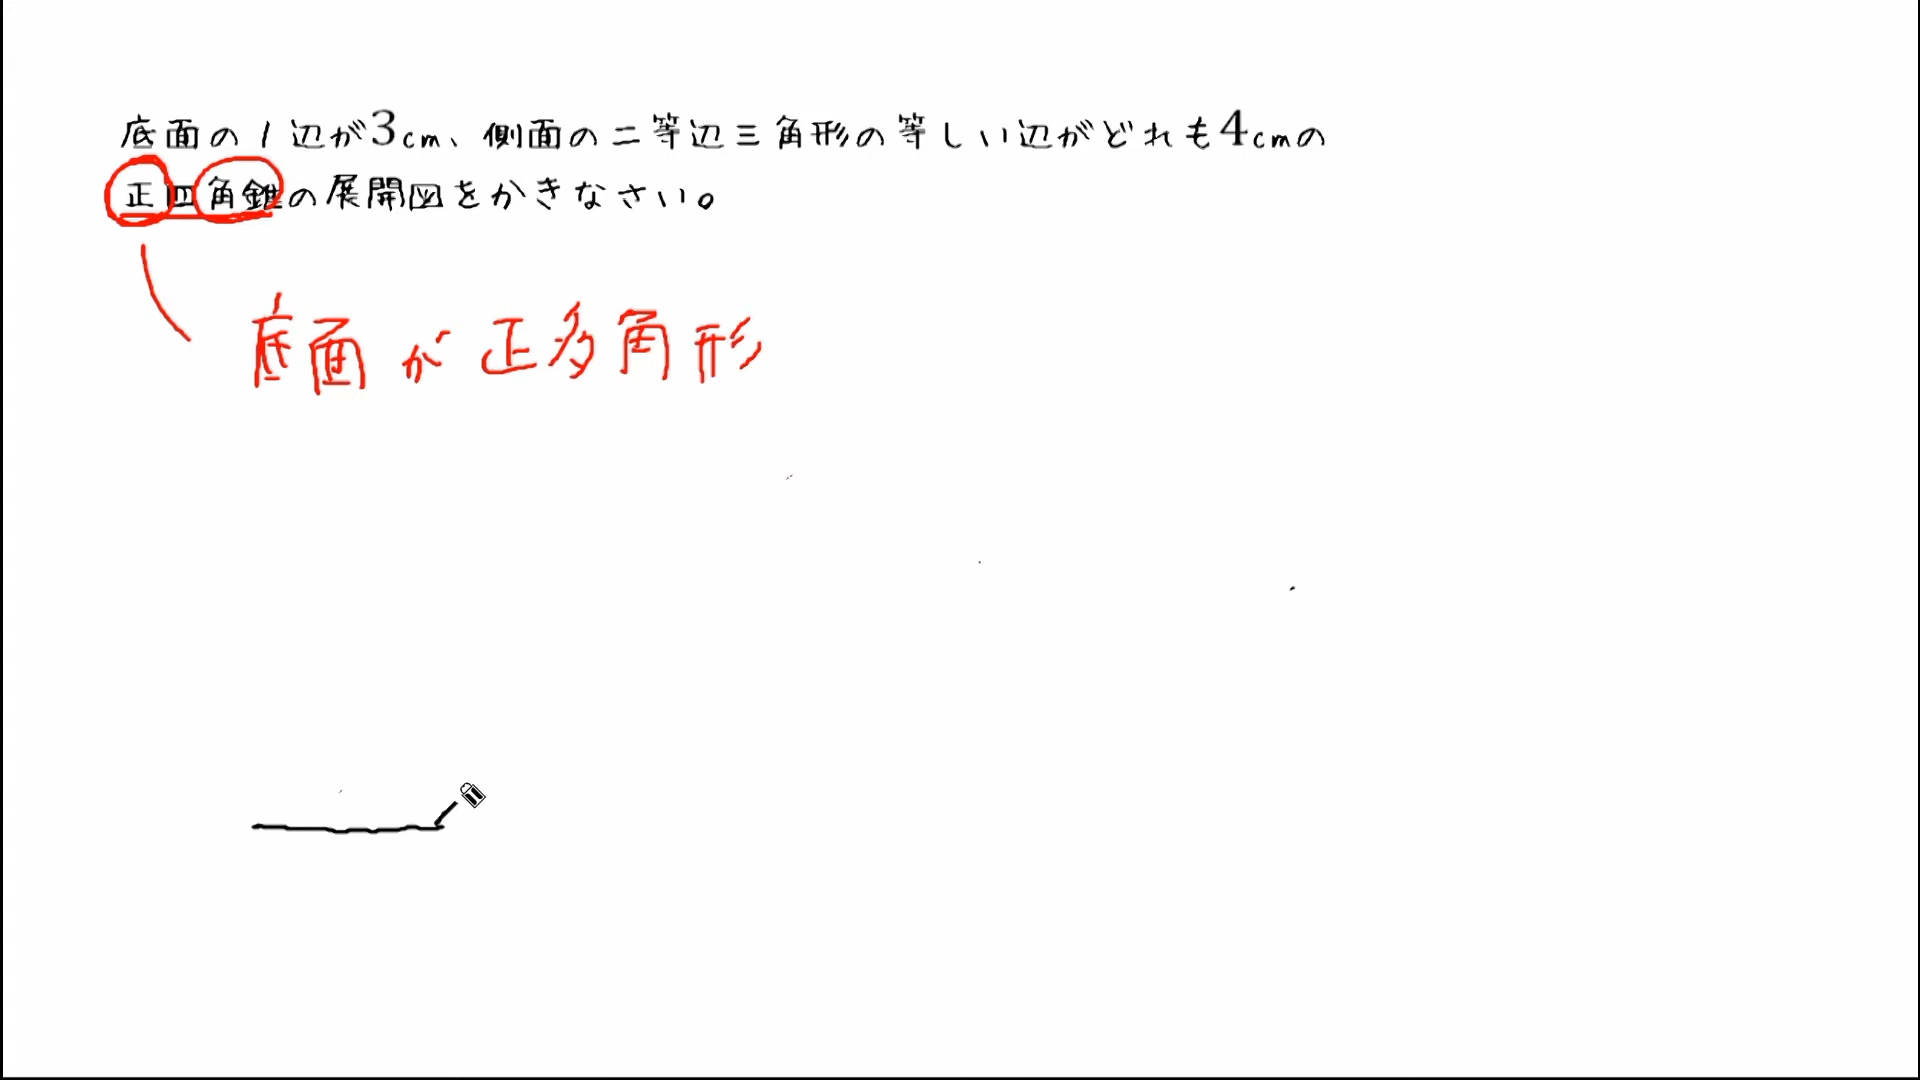 底面の1辺が3cm、側面の二等辺三角形の等しい辺がどれも4cmの
正四角錐の展開図をかきなさい。
底面が正多角形